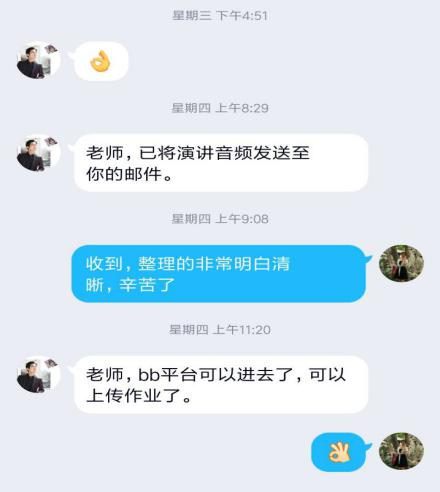 星期三 下午4:51
👌
星期四 上午8:29
老师，已将演讲音频发送至
你的邮件。
星期四 上午9:08
收到，整理的非常明白清
晰，辛苦了
星期四 上午11:20
老师，bb平台可以进去了，可以
上传作业了。
👌